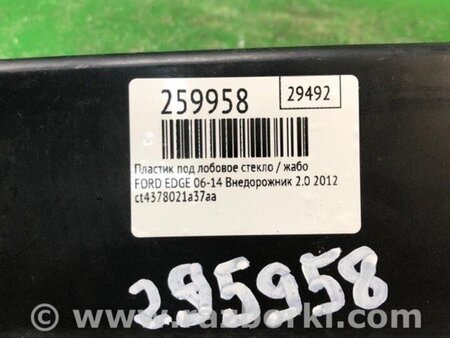 259958
29492
Пластик под лобовое стекло / жабо
FORD EDGE 06-14 Внедорожник 2.0 2012
ct4378021a37aa
295958
© www.razborki.com